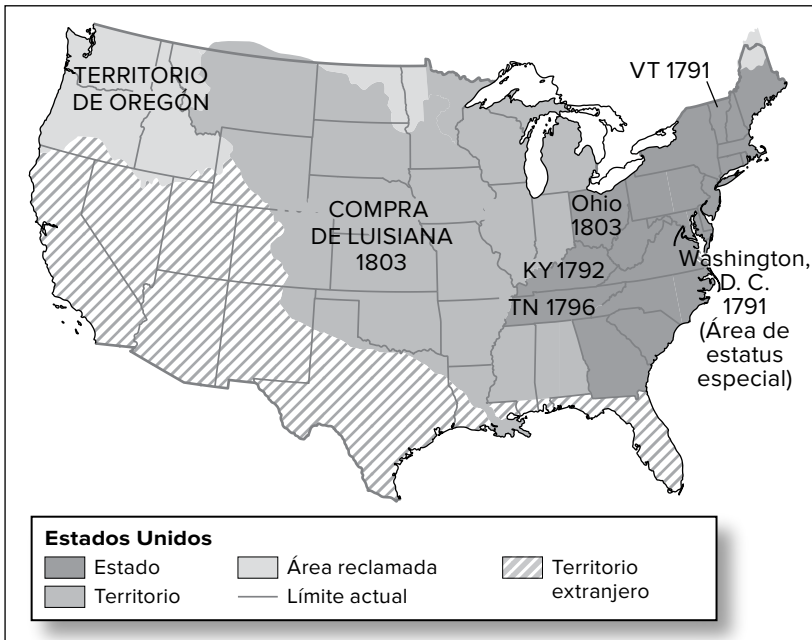 VT 1791
TERRITORIO
DE OREGÓN
Ohio
1803
COMPRA
DE LUISIANA
1803
KY 1792
TN 1796
Washington,
D. C.
1791
(Área de
estatus
especial)
Estados Unidos
Estado
Territorio
Área reclamada
Límite actual
Territorio
extranjero